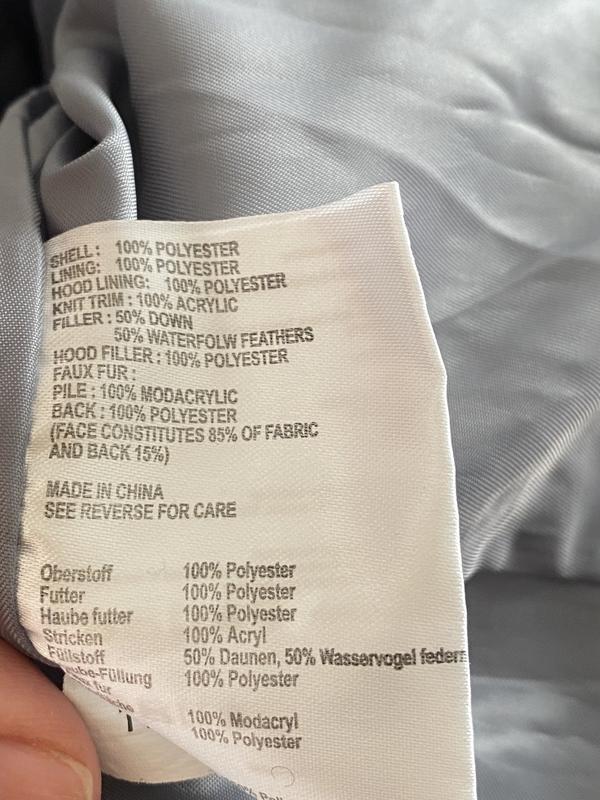 SHELL: 100% POLYESTER
LINING: 100% POLYESTER
HOOD LINING: 100% POLYESTER
KNIT TRIM : 100% ACRYLIC
FILLER : 50% DOWN
50% WATERFOLW FEATHERS
HOOD FILLER : 100% POLYESTER
FAUX FUR :
PILE : 100% MODACRYLIC
BACK : 100% POLYESTER
(FACE CONSTITUTES 85% OF FABRIC
AND BACK 15%)
MADE IN CHINA
SEE REVERSE FOR CARE
Oberstoff 100% Polyester
Futter 100% Polyester
Haube futter 100% Polyester
Stricken 100% Acryl
Füllstoff 50% Daunen, 50% Wasservogel federn
ube-Füllung 100% Polyester
fur
100% Modacryl
100% Polyester